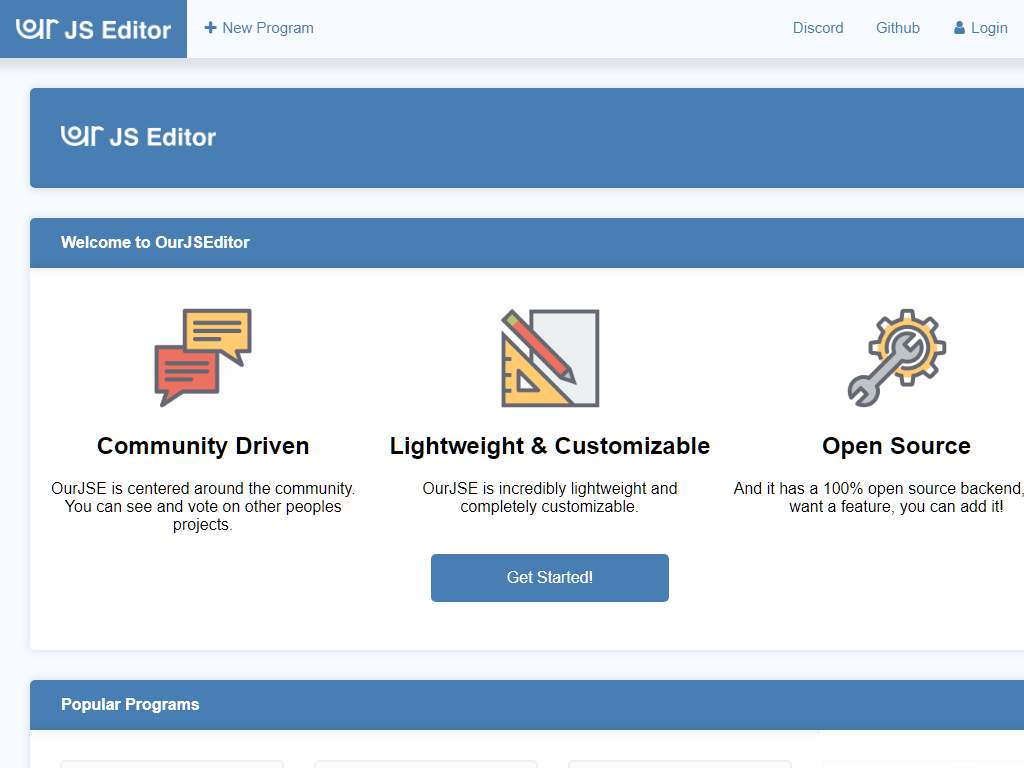 our JS Editor
New Program
Discord
Github
Login
our JS Editor
Welcome to OurJSEditor
Community Driven
OurJSE is centered around the community.
You can see and vote on other peoples
projects.
Lightweight & Customizable
OurJSE is incredibly lightweight and
completely customizable.
Open Source
And it has a 100% open source backend,
want a feature, you can add it!
Get Started!
Popular Programs